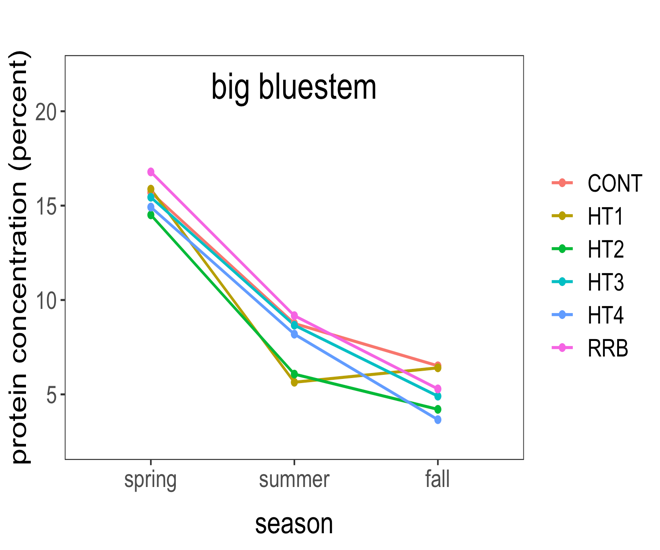 big bluestem
protein concentration (percent)
20
15
10
5
spring summer fall
season
CONT
HT1
HT2
HT3
HT4
RRB